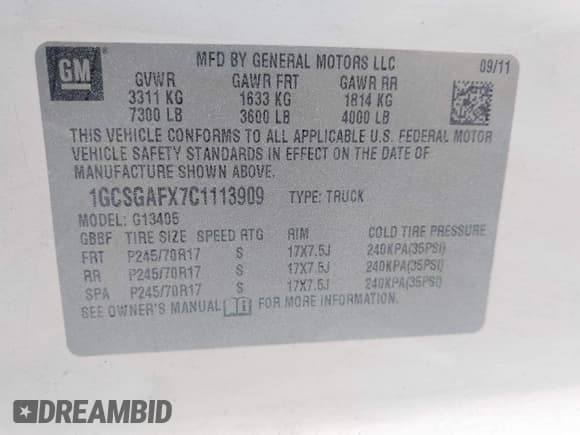 GM
MFD BY GENERAL MOTORS LLC 09/11
GVWR GAWR FRT GAWR RR
3311 KG 1633 KG 1814 KG
7300 LB 3600 LB 4000 LB
THIS VEHICLE CONFORMS TO ALL APPLICABLE U.S. FEDERAL MOTOR
VEHICLE SAFETY STANDARDS IN EFFECT ON THE DATE OF
MANUFACTURE SHOWN ABOVE.
1GCSGAFX7C1113909 TYPE: TRUCK
MODEL: G13405
GBBF TIRE SIZE SPEED RTG RIM COLD TIRE PRESSURE
FRT P245/70R17 S 17X7.5J 240KPA(35PSI)
RR P245/70R17 S 17X7.5J 240KPA(35PSI)
SPA P245/70R17 S 17X7.5J 240KPA(35PSI)
SEE OWNER'S MANUAL FOR MORE INFORMATION.
DREAMBID